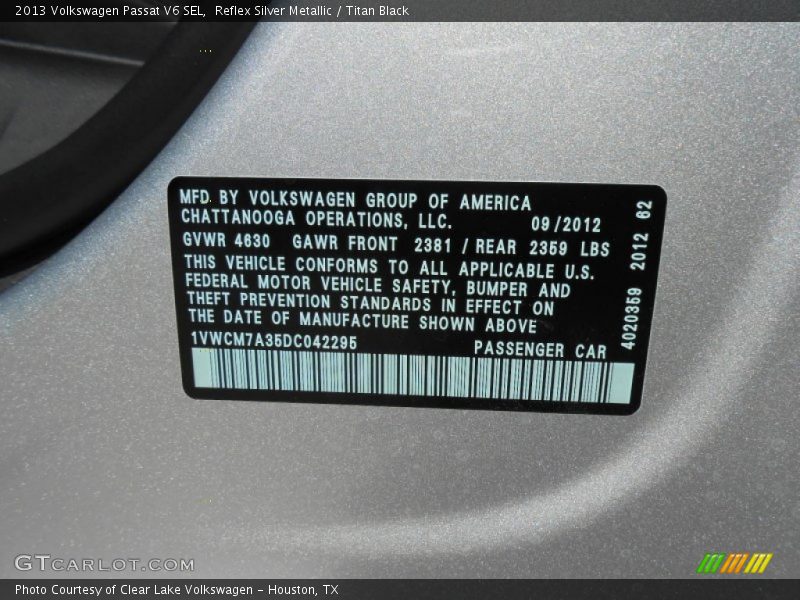 2013 Volkswagen Passat V6 SEL,  Reflex Silver Metallic / Titan Black
MFD. BY VOLKSWAGEN GROUP OF AMERICA
CHATTANOOGA OPERATIONS, LLC.
09/2012
GVWR 4630 GAWR FRONT 2381 / REAR 2359 LBS
THIS VEHICLE CONFORMS TO ALL APPLICABLE U.S.
FEDERAL MOTOR VEHICLE SAFETY, BUMPER AND
THEFT PREVENTION STANDARDS IN EFFECT ON
THE DATE OF MANUFACTURE SHOWN ABOVE
1VWCM7A35DC042295 PASSENGER CAR
4020359 2012 62
GTCARLOT.COM
Photo Courtesy of Clear Lake Volkswagen – Houston, TX